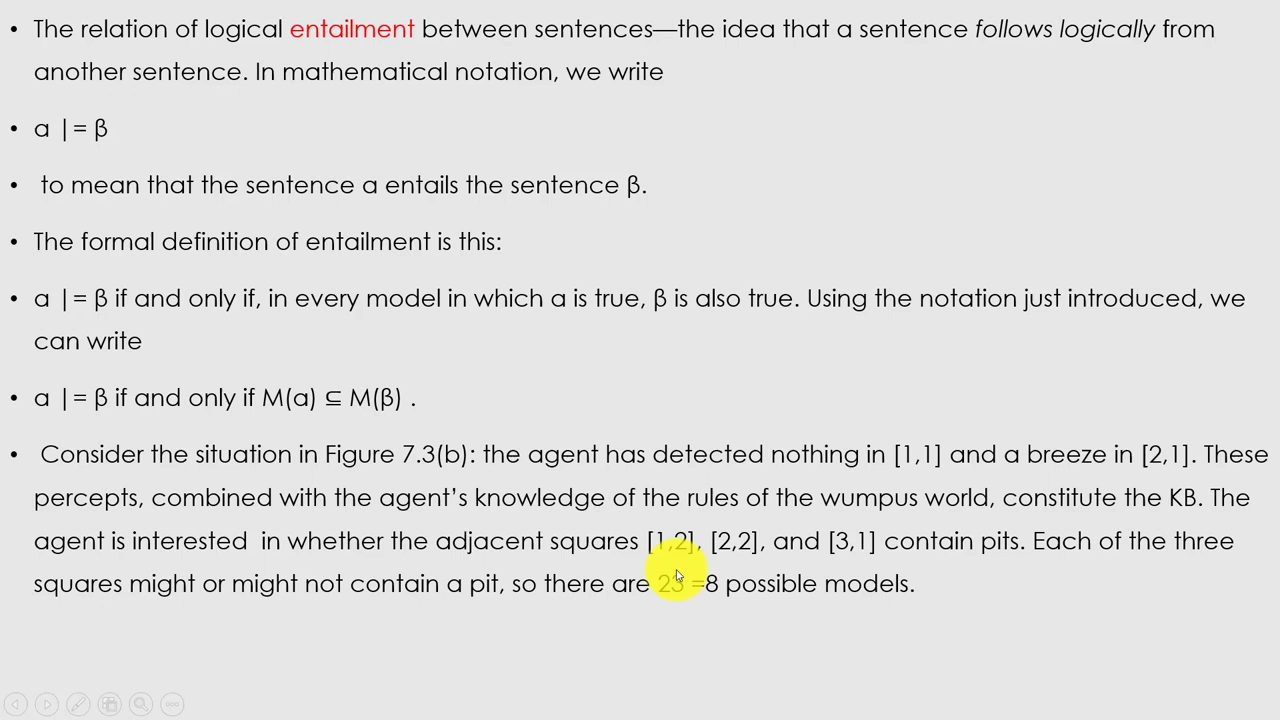 • The relation of logical entailment between sentences—the idea that a sentence follows logically from
another sentence. In mathematical notation, we write
• a |= β
• to mean that the sentence a entails the sentence β.
• The formal definition of entailment is this:
• a |= β if and only if, in every model in which a is true, β is also true. Using the notation just introduced, we
can write
• a |= β if and only if M(a) ⊆ M(β) .
• Consider the situation in Figure 7.3(b): the agent has detected nothing in [1,1] and a breeze in [2,1]. These
percepts, combined with the agent’s knowledge of the rules of the wumpus world, constitute the KB. The
agent is interested in whether the adjacent squares [1,2], [2,2], and [3,1] contain pits. Each of the three
squares might or might not contain a pit, so there are 23 =8 possible models.